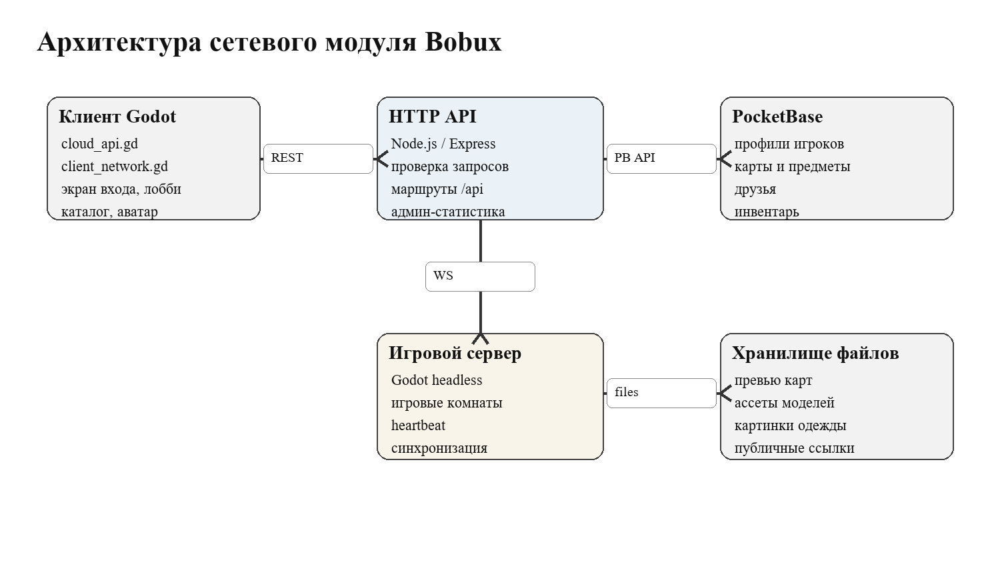 Архитектура сетевого модуля Bobux
Клиент Godot
cloud_api.gd
client_network.gd
экран входа, лобби
каталог, аватар
REST
HTTP API
Node.js / Express
проверка запросов
маршруты /api
админ-статистика
PB API
PocketBase
профили игроков
карты и предметы
друзья
инвентарь
WS
Игровой сервер
Godot headless
игровые комнаты
heartbeat
синхронизация
files
Хранилище файлов
превью карт
ассеты моделей
картинки одежды
публичные ссылки